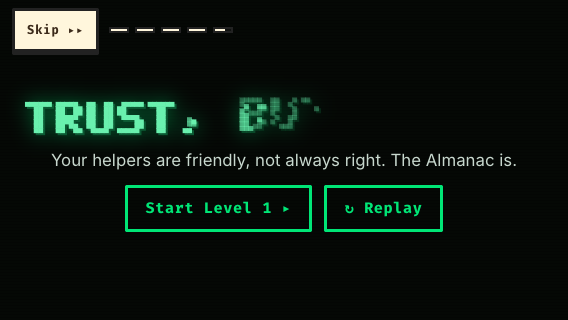 Skip ▸▸
TRUST.
Your helpers are friendly, not always right. The Almanac is.
Start Level 1 ▸
↻ Replay